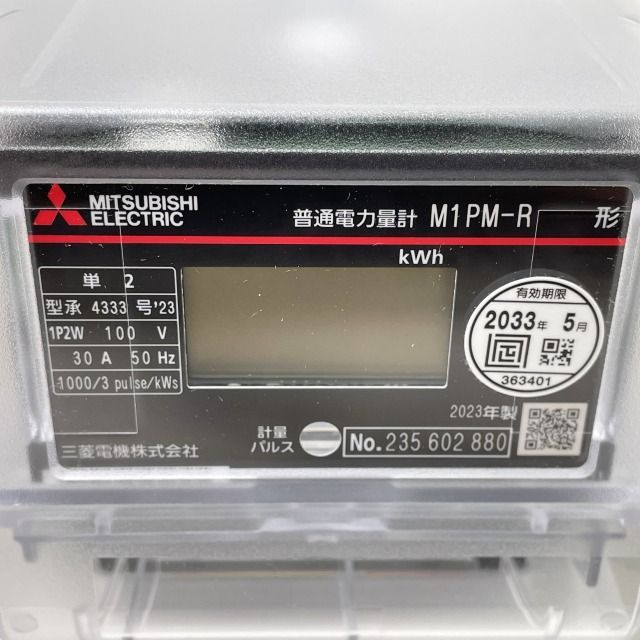 MITSUBISHI
ELECTRIC
普通電力量計 M1PM-R 形
kWh
単 2
型承 4333 号'23
1P2W 100 V
30 A 50 Hz
1000/3 pulse/kWs
有効期限
2033年 5月
363401
2023年製
計量
パルス
No. 235 602 880
三菱電機株式会社